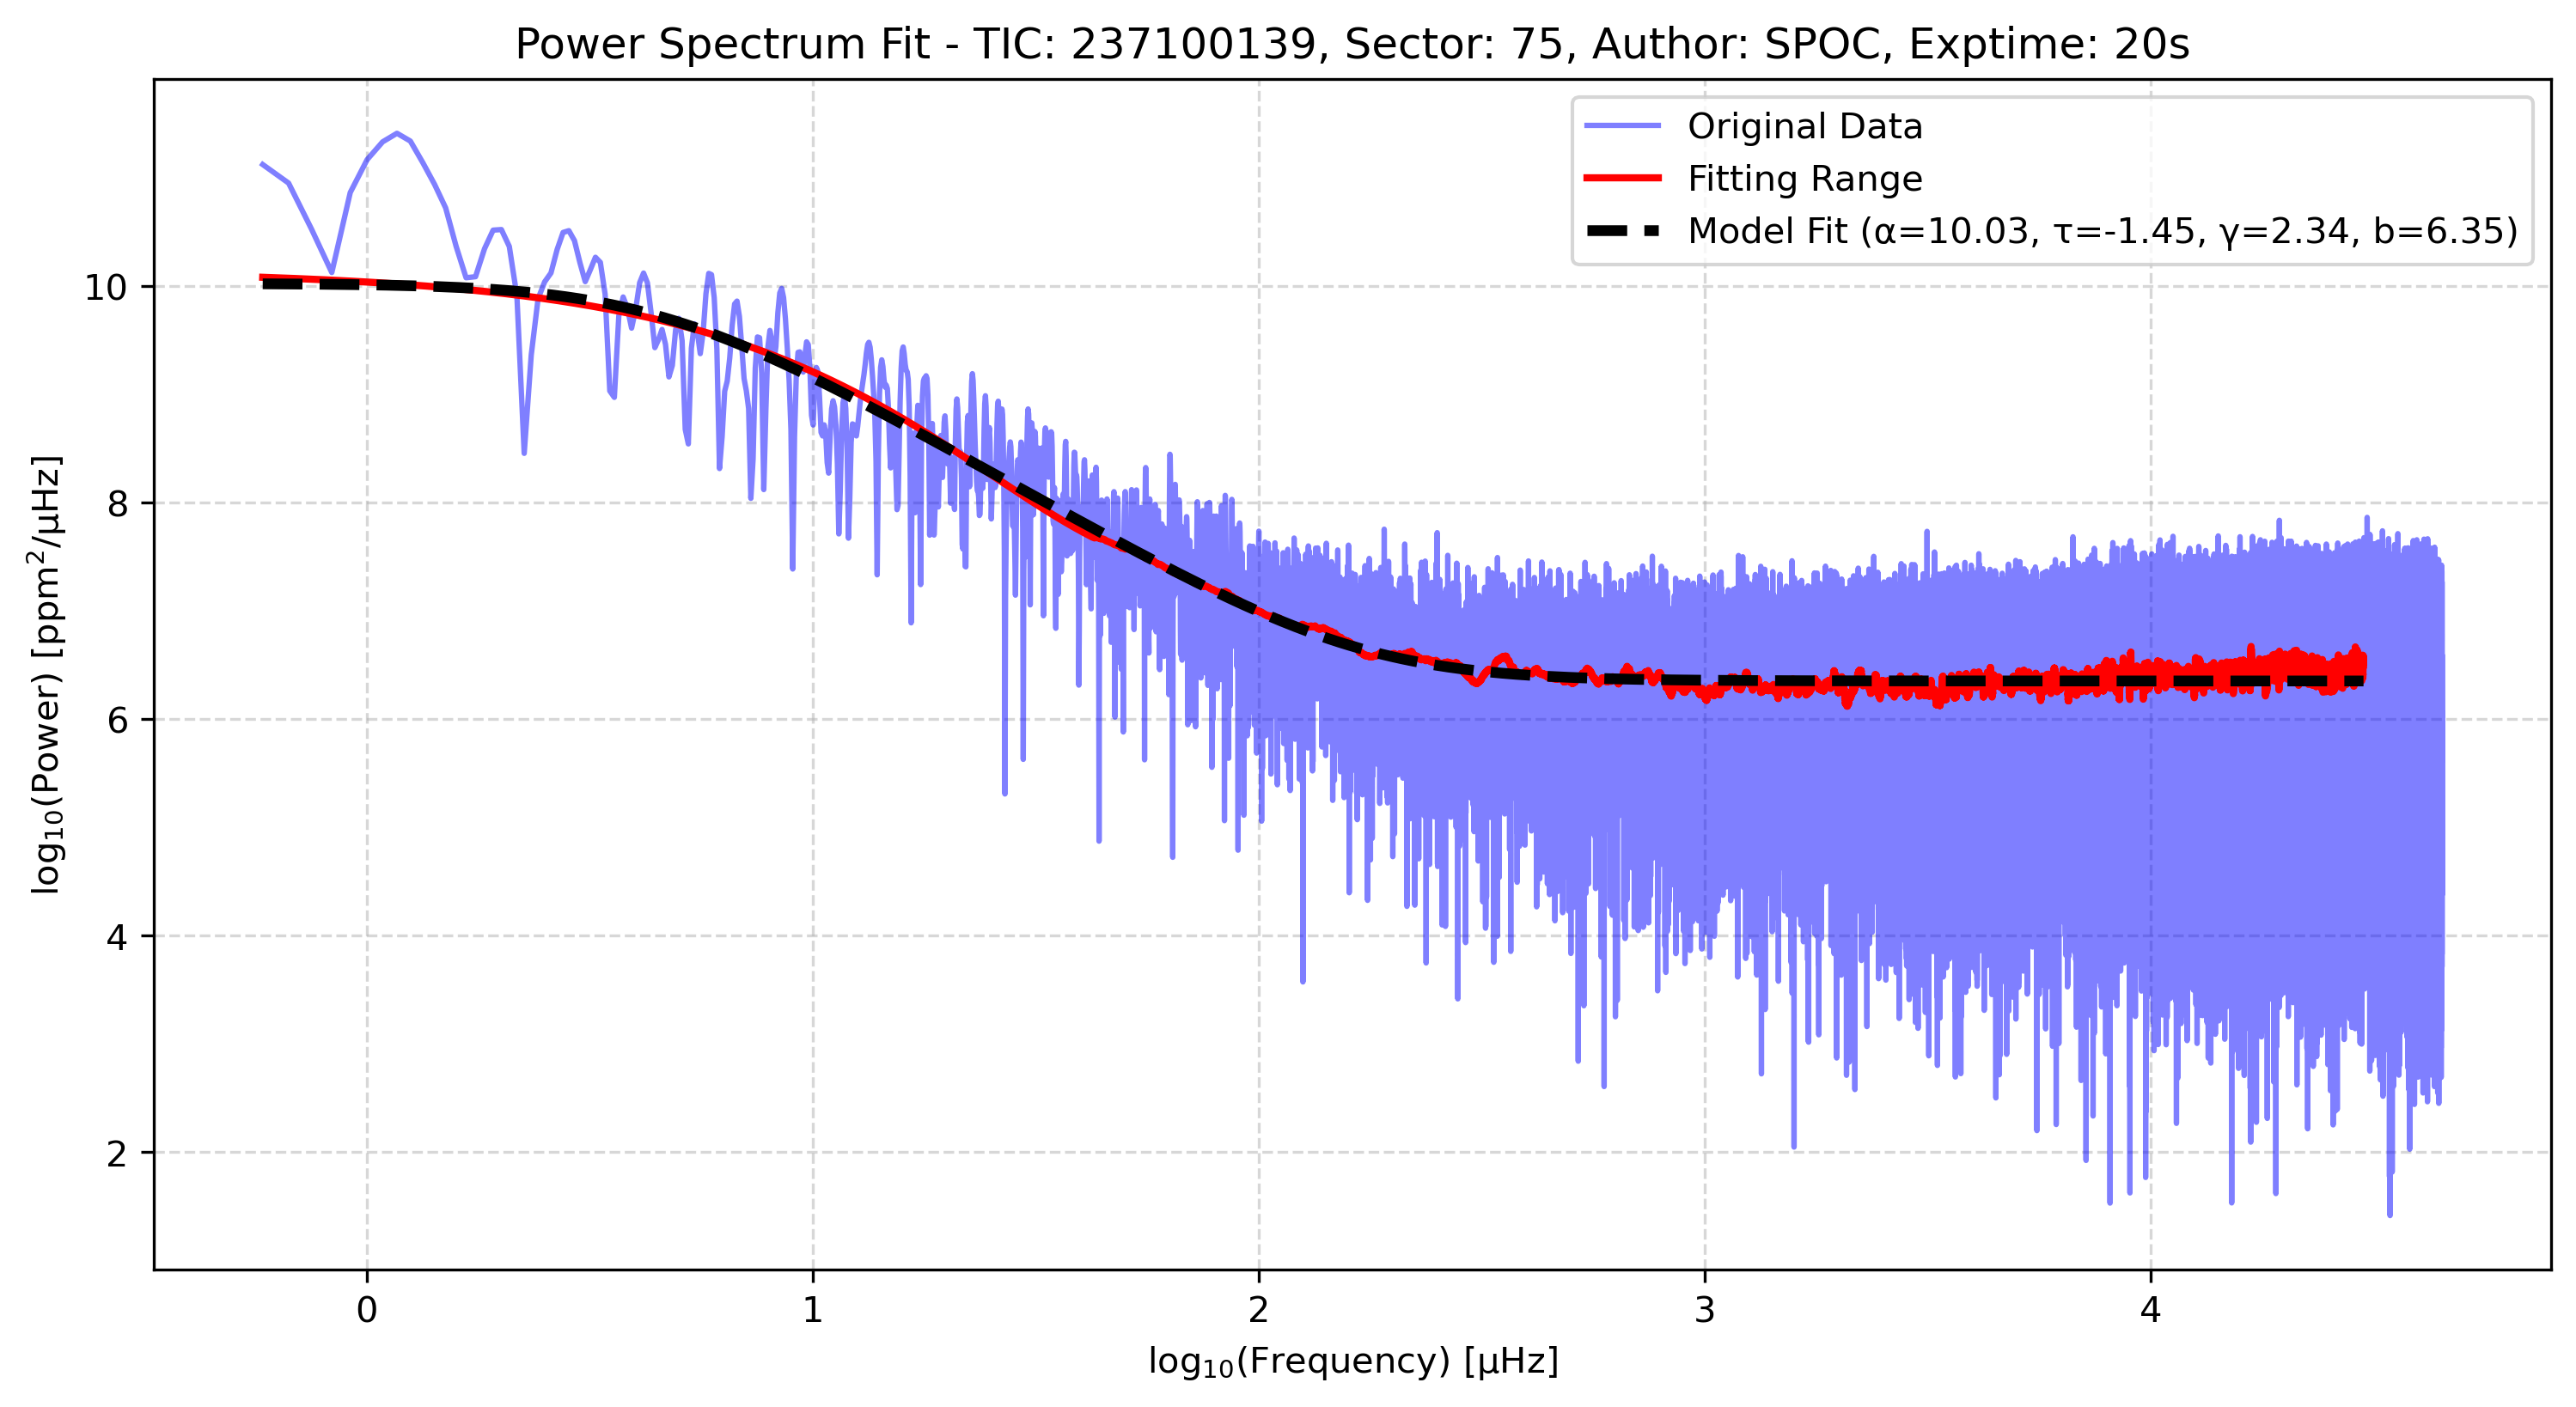 Power Spectrum Fit - TIC: 237100139, Sector: 75, Author: SPOC, Exptime: 20s
Original Data
Fitting Range
Model Fit (α=10.03, τ=-1.45, γ=2.34, b=6.35)
log₁₀(Power) [ppm²/μHz]
10
8
6
4
2
0 1 2 3 4
log₁₀(Frequency) [μHz]